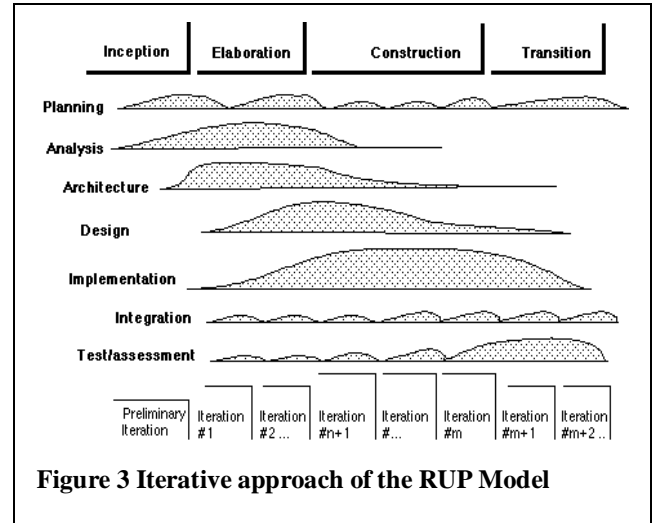 Inception Elaboration Construction Transition
Planning
Analysis
Architecture
Design
Implementation
Integration
Test/assessment
Preliminary Iteration Iteration Iteration Iteration Iteration Iteration Iteration
Iteration #1 #2 ... #n+1 #... #m #m+1 #m+2 ..
Figure 3 Iterative approach of the RUP Model